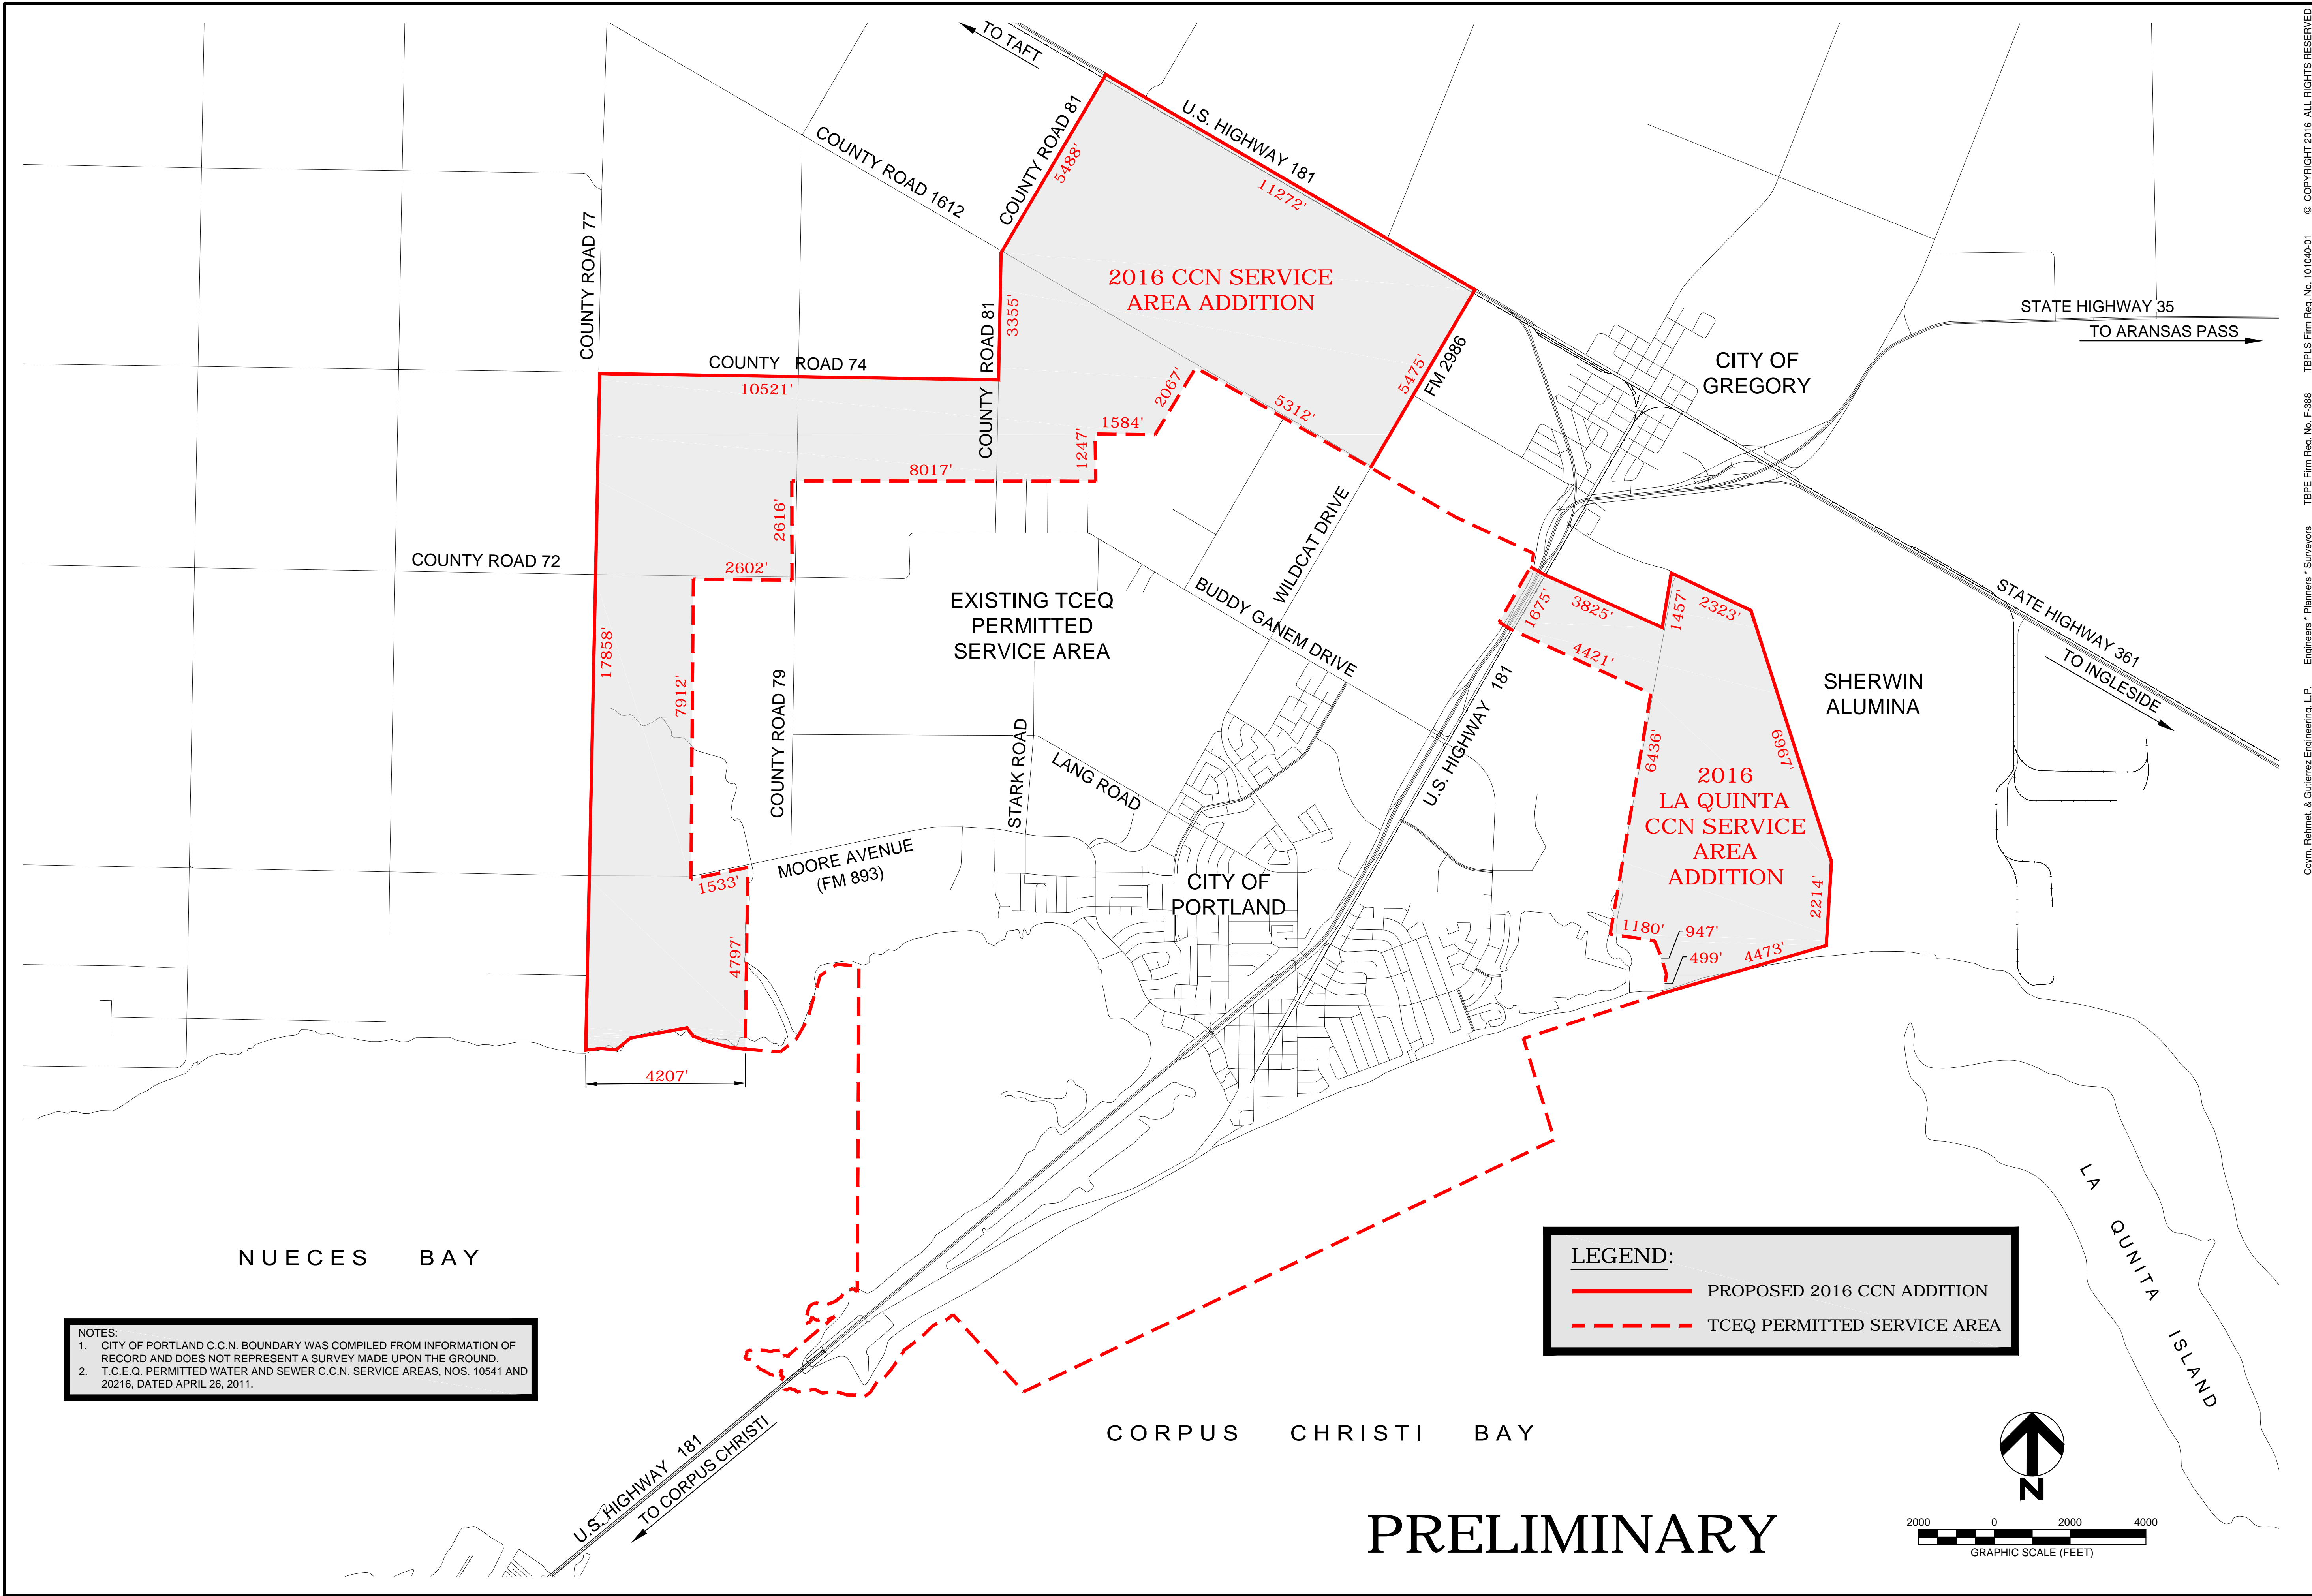 TO TAFT
U.S. HIGHWAY 181
11272'
COUNTY ROAD 81
5488'
COUNTY ROAD 1612
COUNTY ROAD 77
2016 CCN SERVICE
AREA ADDITION
COUNTY ROAD 81
3355'
STATE HIGHWAY 35
TO ARANSAS PASS
CITY OF
GREGORY
COUNTY ROAD 74
10521'
5475'
FM 2986
2067'
5312'
1584'
1247'
8017'
2616'
COUNTY ROAD 72
2602'
WILDCAT DRIVE
BUDDY GANEM DRIVE
EXISTING TCEQ
PERMITTED
SERVICE AREA
1675'
3825'
1457'
2323'
4421'
STATE HIGHWAY 361
TO INGLESIDE
17858'
7912'
COUNTY ROAD 79
STARK ROAD
LANG ROAD
U.S. HIGHWAY 181
6436'
6967'
SHERWIN
ALUMINA
2016
LA QUINTA
CCN SERVICE
AREA
ADDITION
2214'
MOORE AVENUE
(FM 893)
1533'
CITY OF
PORTLAND
1180'
947'
499'
4473'
4797'
4207'
NUECES BAY
LA QUNITA ISLAND
LEGEND:
PROPOSED 2016 CCN ADDITION
TCEQ PERMITTED SERVICE AREA
NOTES:
1. CITY OF PORTLAND C.C.N. BOUNDARY WAS COMPILED FROM INFORMATION OF
RECORD AND DOES NOT REPRESENT A SURVEY MADE UPON THE GROUND.
2. T.C.E.Q. PERMITTED WATER AND SEWER C.C.N. SERVICE AREAS, NOS. 10541 AND
20216, DATED APRIL 26, 2011.
U.S. HIGHWAY 181
TO CORPUS CHRISTI
CORPUS CHRISTI BAY
PRELIMINARY
N
2000 0 2000 4000
GRAPHIC SCALE (FEET)
Coym, Rehmet, & Gutierrez Engineering, L.P. Engineers * Planners * Surveyors TBPE Firm Reg. No. F-388 TBPLS Firm Reg. No. 101040-01 © COPYRIGHT 2016 ALL RIGHTS RESERVED